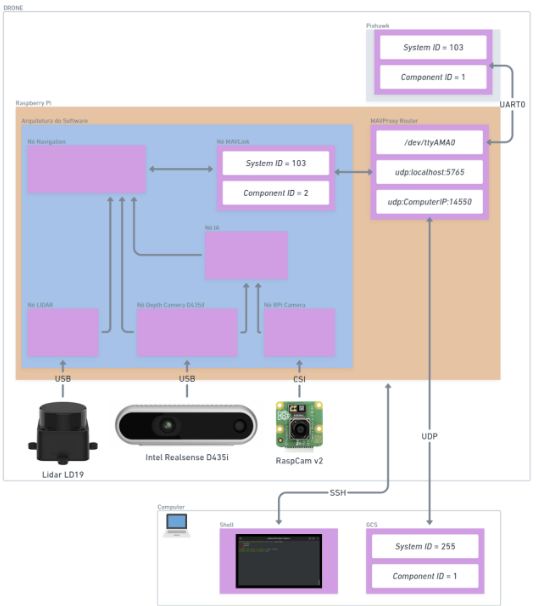 DRONE
Pixhawk
System ID = 103
Component ID = 1
UART0
Raspberry Pi
Arquitetura do Software
MAVProxy Router
Nó Navigation
Nó MAVLink
System ID = 103
Component ID = 2
/dev/ttyAMA0
udp:localhost:5765
udp:ComputerIP:14550
Nó IA
Nó LIDAR
Nó Depth Camera D435i
Nó RPi Camera
USB
USB
CSI
Lidar LD19
Intel Realsense D435i
RaspCam v2
UDP
SSH
Computer
Shell
GCS
System ID = 255
Component ID = 1